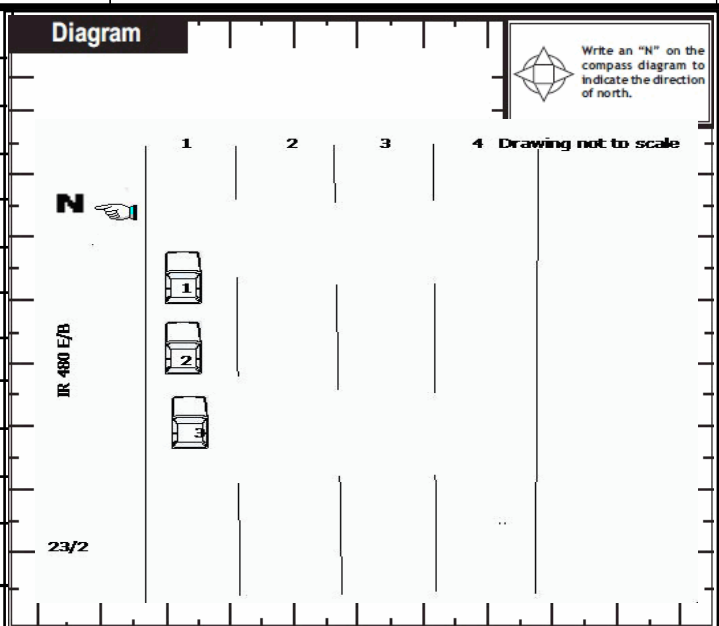 Diagram
Write an “N” on the
compass diagram to
indicate the direction
of north.
1 2 3 4 Drawing not to scale
N
1
2
IR 480 E/B
3
23/2